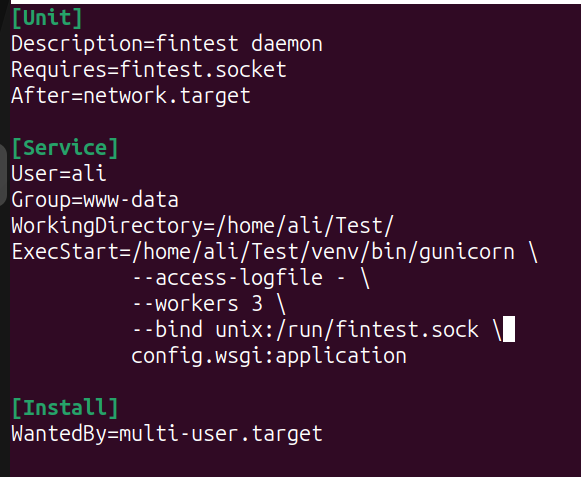 [Unit]
Description=fintest daemon
Requires=fintest.socket
After=network.target
[Service]
User=ali
Group=www-data
WorkingDirectory=/home/ali/Test/
ExecStart=/home/ali/Test/venv/bin/gunicorn \
--access-logfile - \
--workers 3 \
--bind unix:/run/fintest.sock \
config.wsgi:application
[Install]
WantedBy=multi-user.target